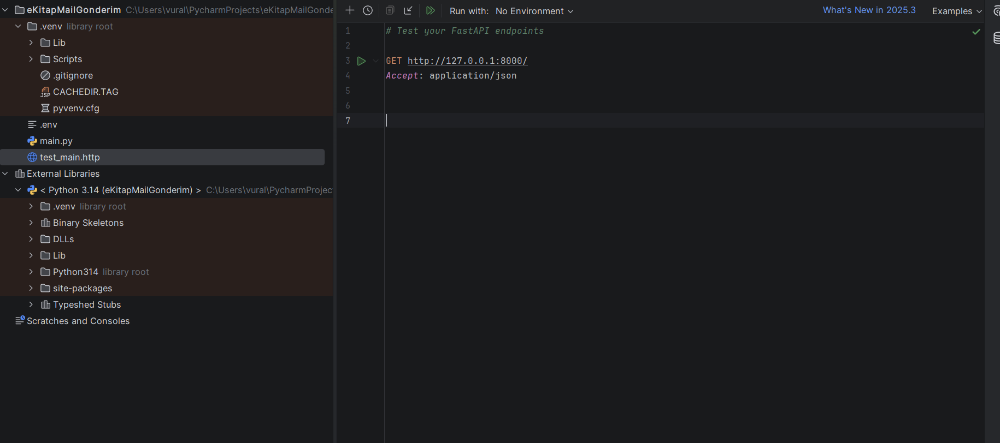 eKitapMailGonderim C:\Users\vural\PycharmProjects\eKitapMailGonde
.venv library root
Lib
Scripts
.gitignore
JSP CACHEDIR.TAG
pyvenv.cfg
.env
main.py
test_main.http
External Libraries
< Python 3.14 (eKitapMailGonderim) > C:\Users\vural\PycharmProjec
.venv library root
Binary Skeletons
DLLs
Lib
Python314 library root
site-packages
Typeshed Stubs
Scratches and Consoles
Run with: No Environment What's New in 2025.3 Examples
1 # Test your FastAPI endpoints
2
3 GET http://127.0.0.1:8000/
4 Accept: application/json
5
6
7